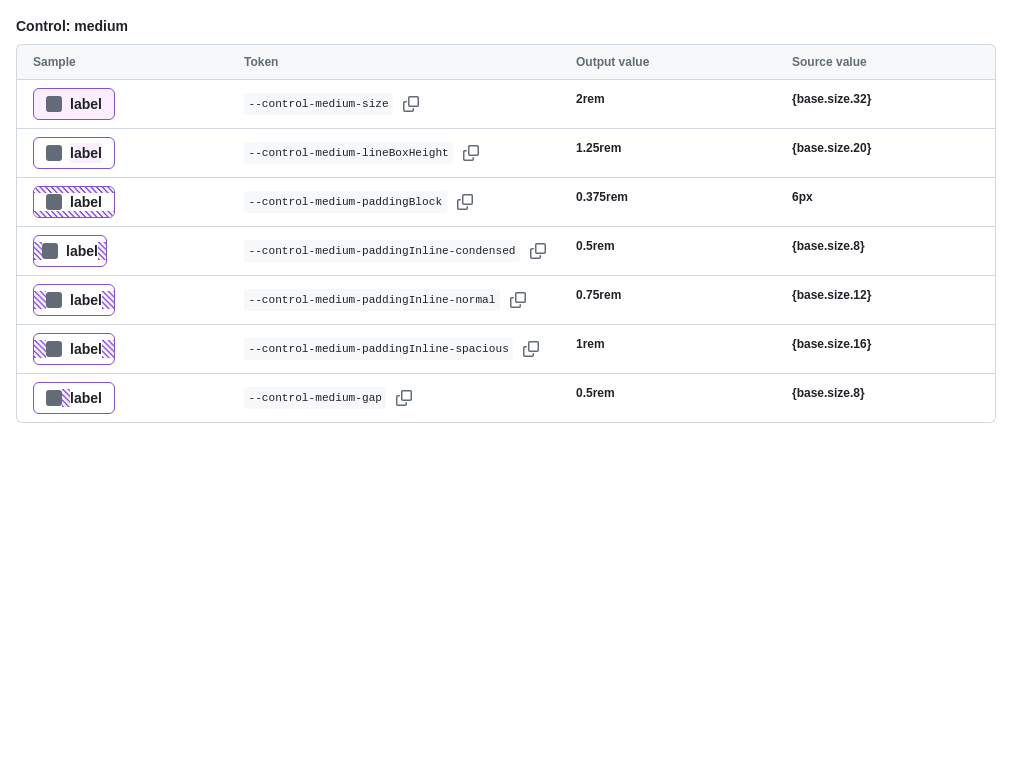 Control: medium
Sample Token Output value Source value
label --control-medium-size 2rem {base.size.32}
label --control-medium-lineBoxHeight 1.25rem {base.size.20}
label --control-medium-paddingBlock 0.375rem 6px
label --control-medium-paddingInline-condensed 0.5rem {base.size.8}
label --control-medium-paddingInline-normal 0.75rem {base.size.12}
label --control-medium-paddingInline-spacious 1rem {base.size.16}
label --control-medium-gap 0.5rem {base.size.8}